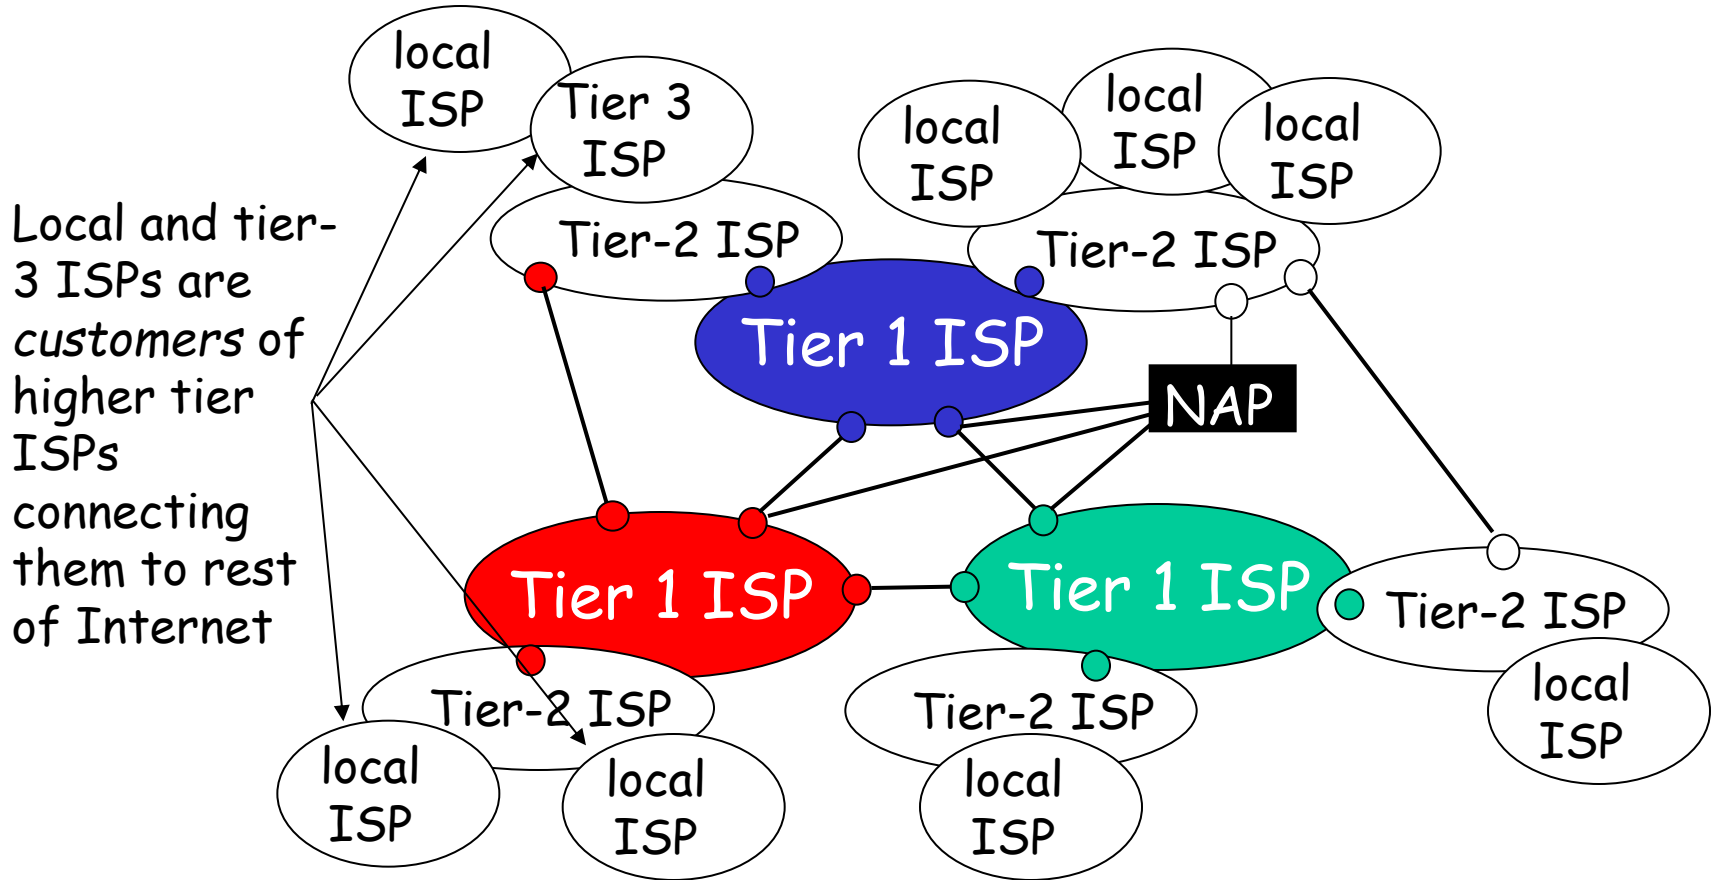 local
ISP
Tier 3
ISP
local
ISP
local
ISP
local
ISP
Local and tier-
3 ISPs are
customers of
higher tier
ISPs
connecting
them to rest
of Internet
Tier-2 ISP
Tier-2 ISP
Tier 1 ISP
NAP
Tier 1 ISP
Tier 1 ISP
Tier-2 ISP
Tier-2 ISP
Tier-2 ISP
local
ISP
local
ISP
local
ISP
local
ISP